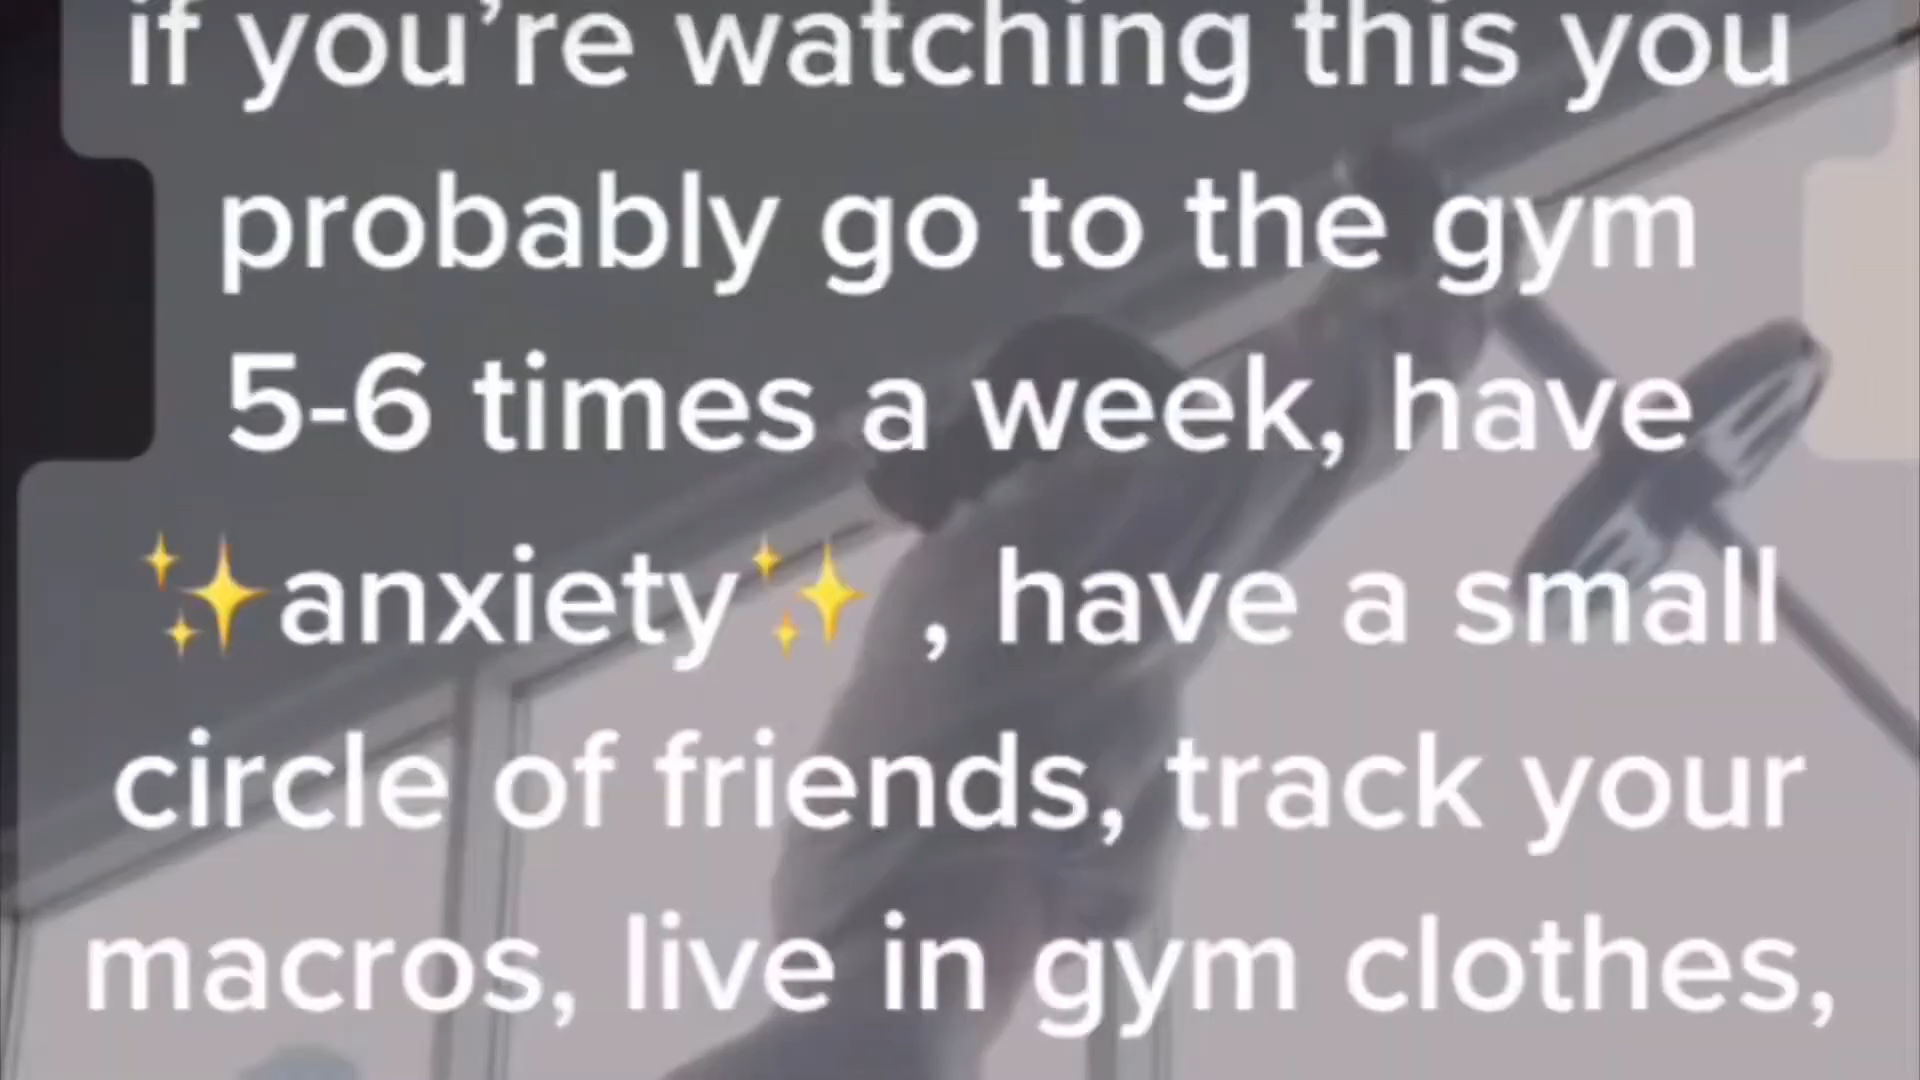 if you’re watching this you
probably go to the gym
5-6 times a week, have
✨anxiety✨ , have a small
circle of friends, track your
macros, live in gym clothes,